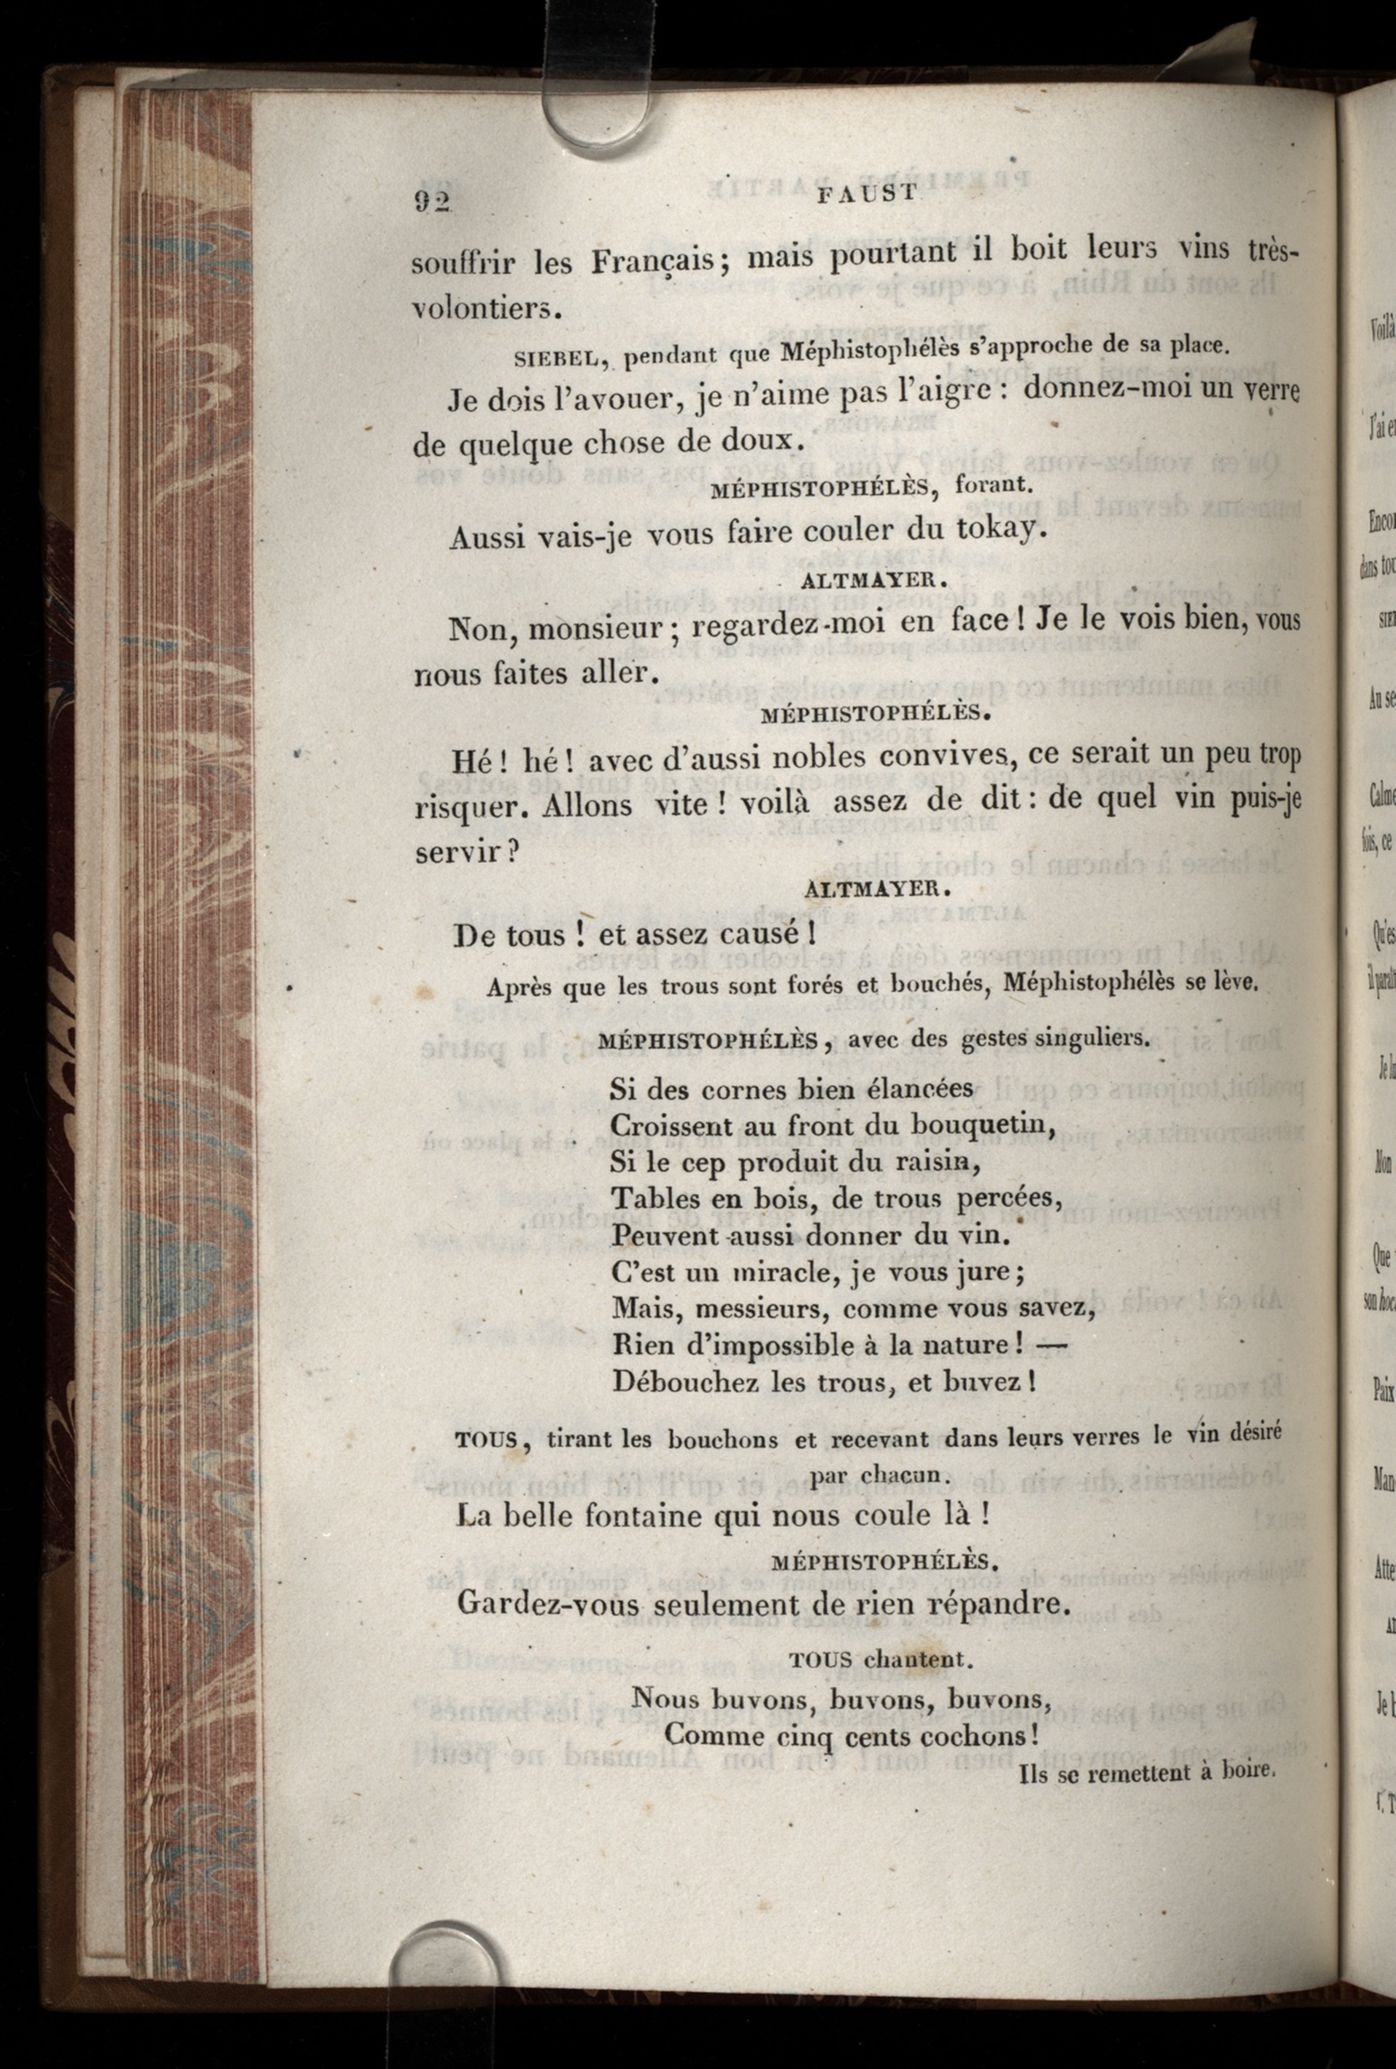 92
FAUST
souffrir les Français; mais pourtant il boit leurs vins très-
volontiers.
SIEBEL, pendant que Méphistophélès s'approche de sa place.
Je dois l'avouer, je n'aime pas l'aigre : donnez-moi un verre
de quelque chose de doux.
MÉPHISTOPHÉLÈS, forant.
Aussi vais-je vous faire couler du tokay.
ALTMAYER.
Non, monsieur; regardez-moi en face! Je le vois bien, vous
nous faites aller.
MÉPHISTOPHÉLÈS.
Hé! hé! avec d'aussi nobles convives, ce serait un peu trop
risquer. Allons vite! voilà assez de dit : de quel vin puis-je
servir?
ALTMAYER.
De tous! et assez causé!
Après que les trous sont forés et bouchés, Méphistophélès se lève.
MÉPHISTOPHÉLÈS, avec des gestes singuliers.
Si des cornes bien élancées
Croissent au front du bouquetin,
Si le cep produit du raisin,
Tables en bois, de trous percées,
Peuvent aussi donner du vin.
C'est un miracle, je vous jure;
Mais, messieurs, comme vous savez,
Rien d'impossible à la nature! —
Débouchez les trous, et buvez!
TOUS, tirant les bouchons et recevant dans leurs verres le vin désiré
par chacun.
La belle fontaine qui nous coule là!
MÉPHISTOPHÉLÈS.
Gardez-vous seulement de rien répandre.
TOUS chantent.
Nous buvons, buvons, buvons,
Comme cinq cents cochons!
Ils se remettent à boire.
Voilà
J'ai
Au
Non
Que
Paix